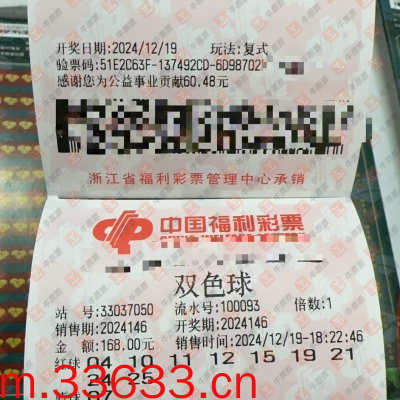 开奖日期:2024/12/19 玩法:复式
验票码:51E2C63F-137492CD-6D98702
感谢您为公益事业贡献60.48元
浙江省福利彩票管理中心承销
中国福利彩票
双色球
站 号:33037050 流水号:100093 倍数:1
销售期:2024146 开奖期:2024146
金 额:168.00元 销售时间:2024/12/19-18:22:46
红球 04 10 11 12 15 19 21
24 25
07
m.33633.cn